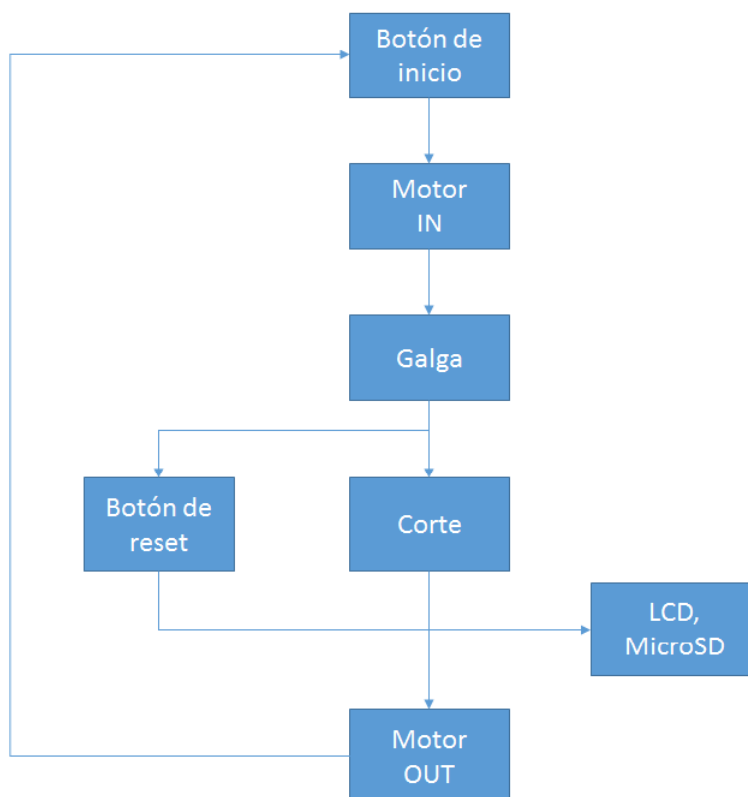 Botón de
inicio
Motor
IN
Galga
Botón de
reset
Corte
LCD,
MicroSD
Motor
OUT